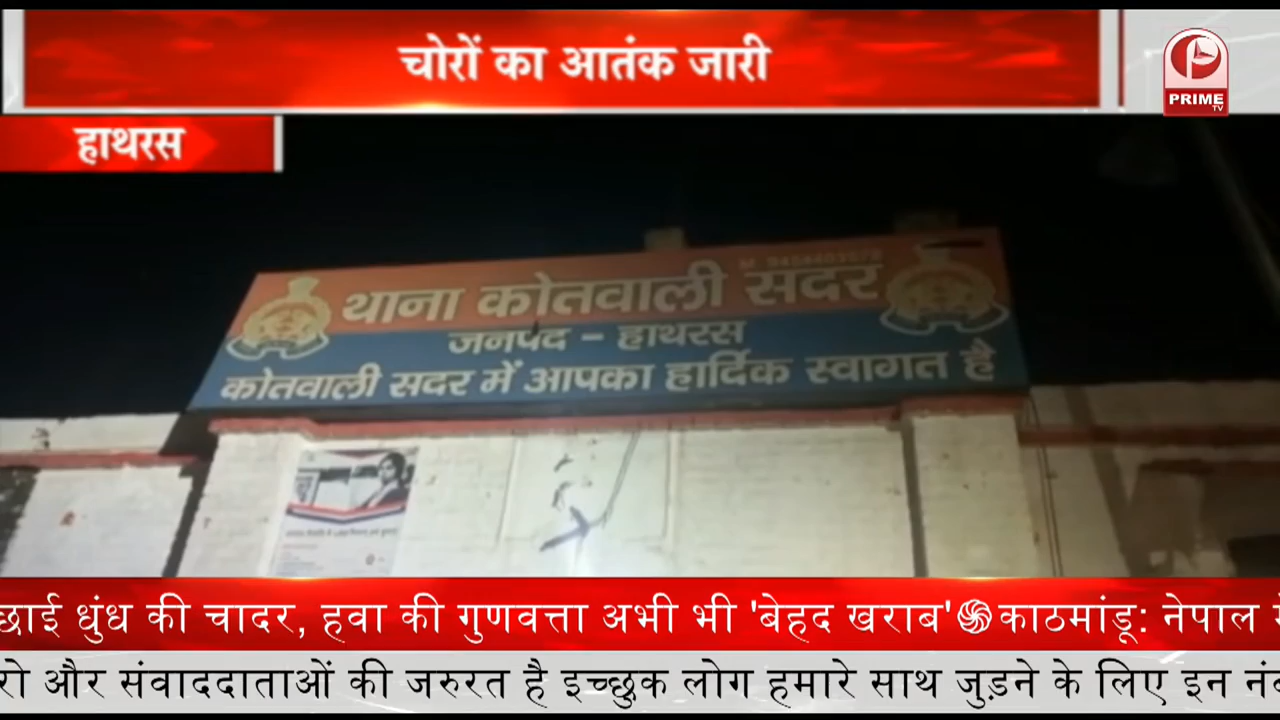 चोरों का आतंक जारी
PRIME
TV
हाथरस
थाना कोतवाली सदर
जनपद - हाथरस
कोतवाली सदर में आपका हार्दिक स्वागत है
छाई धुंध की चादर, हवा की गुणवत्ता अभी भी 'बेहद खराब' काठमांडू: नेपाल
रो और संवाददाताओं की जरुरत है इच्छुक लोग हमारे साथ जुड़ने के लिए इन